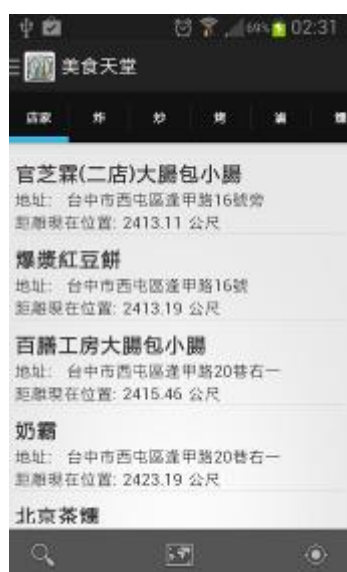 69% 02:31
美食天堂
店家 炸 炒 烤 滷
官芝霖(二店)大腸包小腸
地址: 台中市西屯區逢甲路16號旁
距離現在位置: 2413.11 公尺
爆漿紅豆餅
地址: 台中市西屯區逢甲路16號
距離現在位置: 2413.19 公尺
百膳工房大腸包小腸
地址: 台中市西屯區逢甲路20巷右一
距離現在位置: 2415.46 公尺
奶霸
地址: 台中市西屯區逢甲路20巷右一
距離現在位置: 2423.19 公尺
北京茶燻